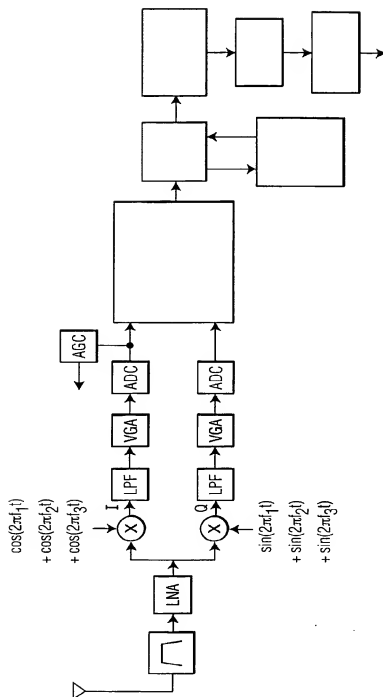 cos(2πf₁t)
+ cos(2πf₂t)
+ cos(2πf₃t)
AGC
I
LNA
X
LPF
VGA
ADC
X
LPF
VGA
ADC
Q
sin(2πf₁t)
+ sin(2πf₂t)
+ sin(2πf₃t)